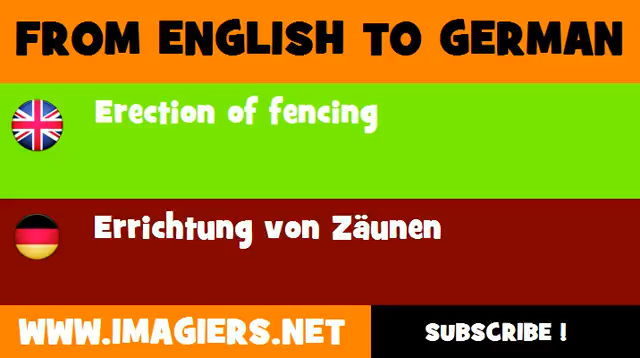 FROM ENGLISH TO GERMAN
Erection of fencing
Errichtung von Zäunen
WWW.IMAGIERS.NET
SUBSCRIBE !